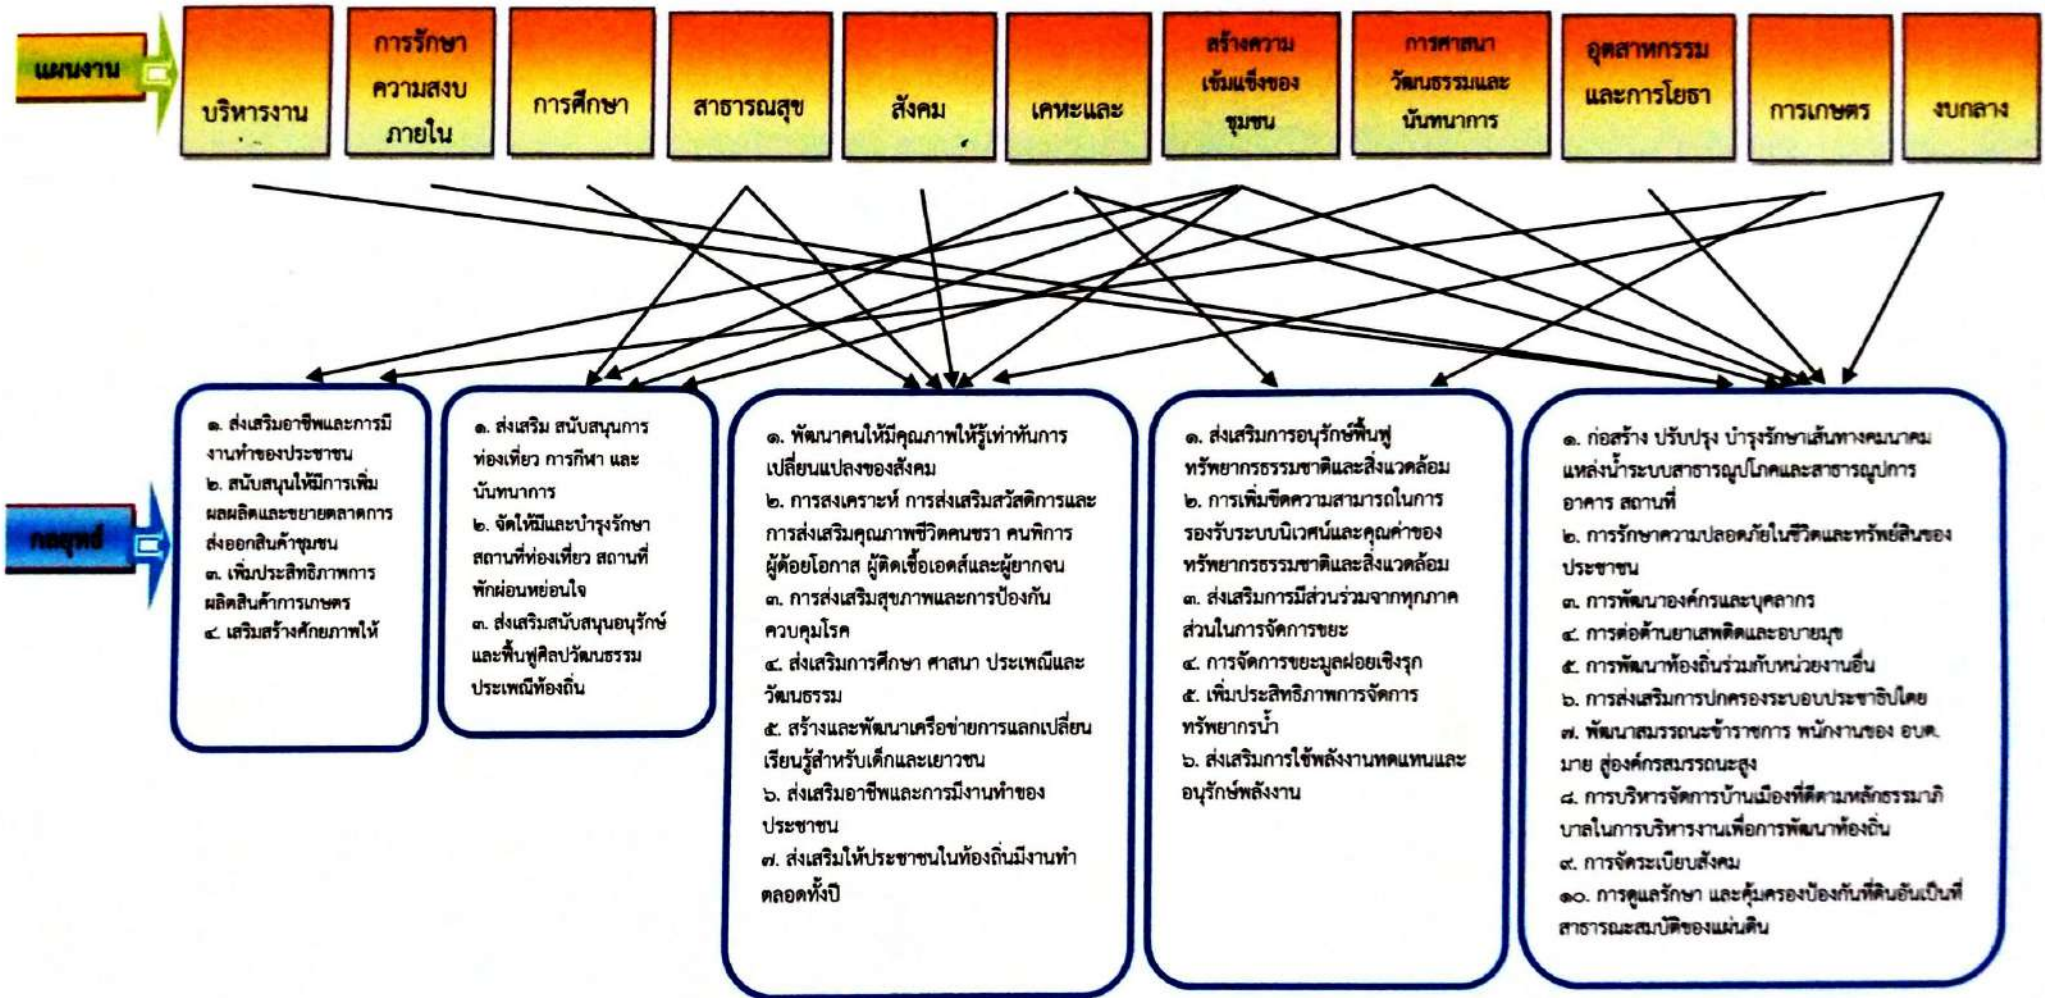 แผนงาน
บริหารงาน
การรักษา
ความสงบ
ภายใน
การศึกษา
สาธารณสุข
สังคม
เคหะและ
สร้างความ
เข้มแข็งของ
ชุมชน
การศาสนา
วัฒนธรรมและ
นันทนาการ
อุตสาหกรรม
และการโยธา
การเกษตร
งบกลาง
กลยุทธ์
๑. ส่งเสริมอาชีพและการมี
งานทำของประชาชน
๒. สนับสนุนให้มีการเพิ่ม
ผลผลิตและขยายตลาดการ
ส่งออกสินค้าชุมชน
๓. เพิ่มประสิทธิภาพการ
ผลิตสินค้าการเกษตร
๔. เสริมสร้างศักยภาพให้
๑. ส่งเสริม สนับสนุนการ
ท่องเที่ยว การกีฬา และ
นันทนาการ
๒. จัดให้มีและบำรุงรักษา
สถานที่ท่องเที่ยว สถานที่
พักผ่อนหย่อนใจ
๓. ส่งเสริมสนับสนุนอนุรักษ์
และฟื้นฟูศิลปวัฒนธรรม
ประเพณีท้องถิ่น
๑. พัฒนาคนให้มีคุณภาพให้รู้เท่าทันการ
เปลี่ยนแปลงของสังคม
๒. การสงเคราะห์ การส่งเสริมสวัสดิการและ
การส่งเสริมคุณภาพชีวิตคนชรา คนพิการ
ผู้ด้อยโอกาส ผู้ติดเชื้อเอดส์และผู้ยากจน
๓. การส่งเสริมสุขภาพและการป้องกัน
ควบคุมโรค
๔. ส่งเสริมการศึกษา ศาสนา ประเพณีและ
วัฒนธรรม
๕. สร้างและพัฒนาเครือข่ายการแลกเปลี่ยน
เรียนรู้สำหรับเด็กและเยาวชน
๖. ส่งเสริมอาชีพและการมีงานทำของ
ประชาชน
๗. ส่งเสริมให้ประชาชนในท้องถิ่นมีงานทำ
ตลอดทั้งปี
๑. ส่งเสริมการอนุรักษ์ฟื้นฟู
ทรัพยากรธรรมชาติและสิ่งแวดล้อม
๒. การเพิ่มขีดความสามารถในการ
รองรับระบบนิเวศน์และคุณค่าของ
ทรัพยากรธรรมชาติและสิ่งแวดล้อม
๓. ส่งเสริมการมีส่วนร่วมจากทุกภาค
ส่วนในการจัดการขยะ
๔. การจัดการขยะมูลฝอยเชิงรุก
๕. เพิ่มประสิทธิภาพการจัดการ
ทรัพยากรน้ำ
๖. ส่งเสริมการใช้พลังงานทดแทนและ
อนุรักษ์พลังงาน
๑. ก่อสร้าง ปรับปรุง บำรุงรักษาเส้นทางคมนาคม
แหล่งน้ำระบบสาธารณูปโภคและสาธารณูปการ
อาคาร สถานที่
๒. การรักษาความปลอดภัยในชีวิตและทรัพย์สินของ
ประชาชน
๓. การพัฒนาองค์กรและบุคลากร
๔. การต่อต้านยาเสพติดและอบายมุข
๕. การพัฒนาท้องถิ่นร่วมกับหน่วยงานอื่น
๖. การส่งเสริมการปกครองระบอบประชาธิปไตย
๗. พัฒนาสมรรถนะข้าราชการ พนักงานของ อบต.
มาย สู่องค์กรสมรรถนะสูง
๘. การบริหารจัดการบ้านเมืองที่ดีตามหลักธรรมาภิ
บาลในการบริหารงานเพื่อการพัฒนาท้องถิ่น
๙. การจัดระเบียบสังคม
๑๐. การดูแลรักษา และคุ้มครองป้องกันที่ดินอันเป็นที่
สาธารณะสมบัติของแผ่นดิน